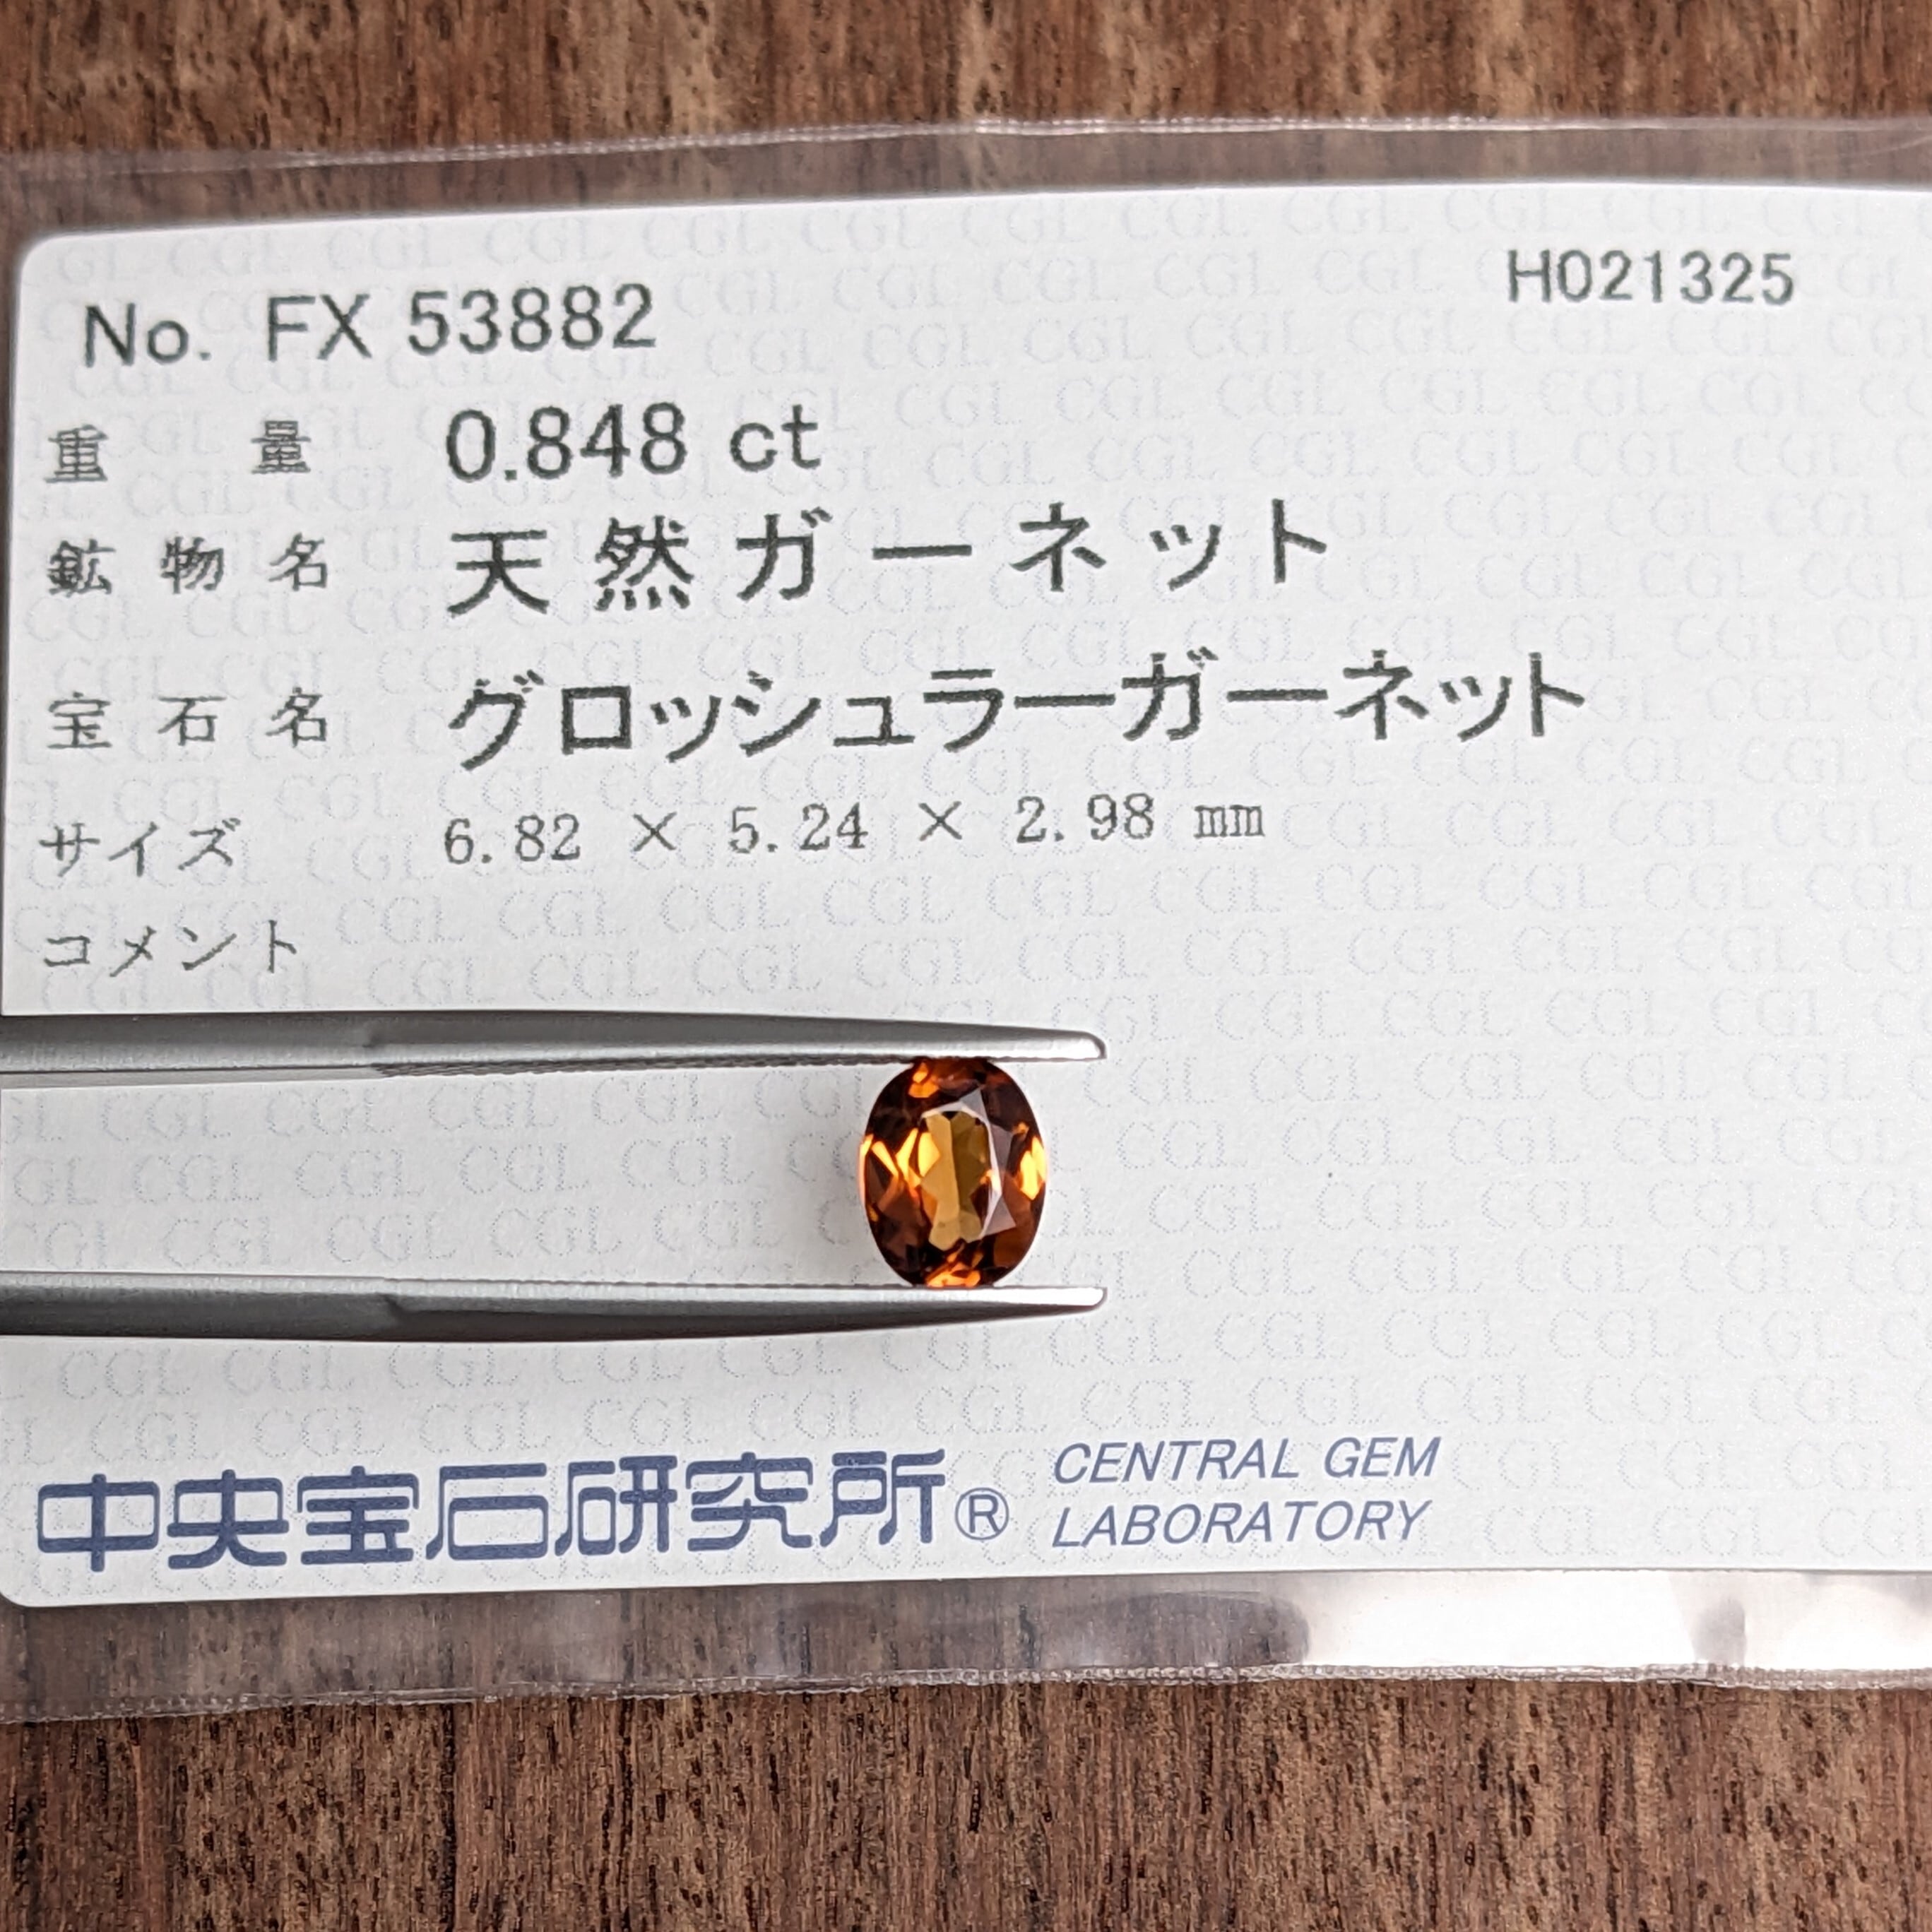 No. FX 53882 H021325
重量 0.848 ct
鉱物名 天然ガーネット
宝石名 グロッシュラーガーネット
サイズ 6.82 × 5.24 × 2.98 mm
コメント
中央宝石研究所® CENTRAL GEM
LABORATORY